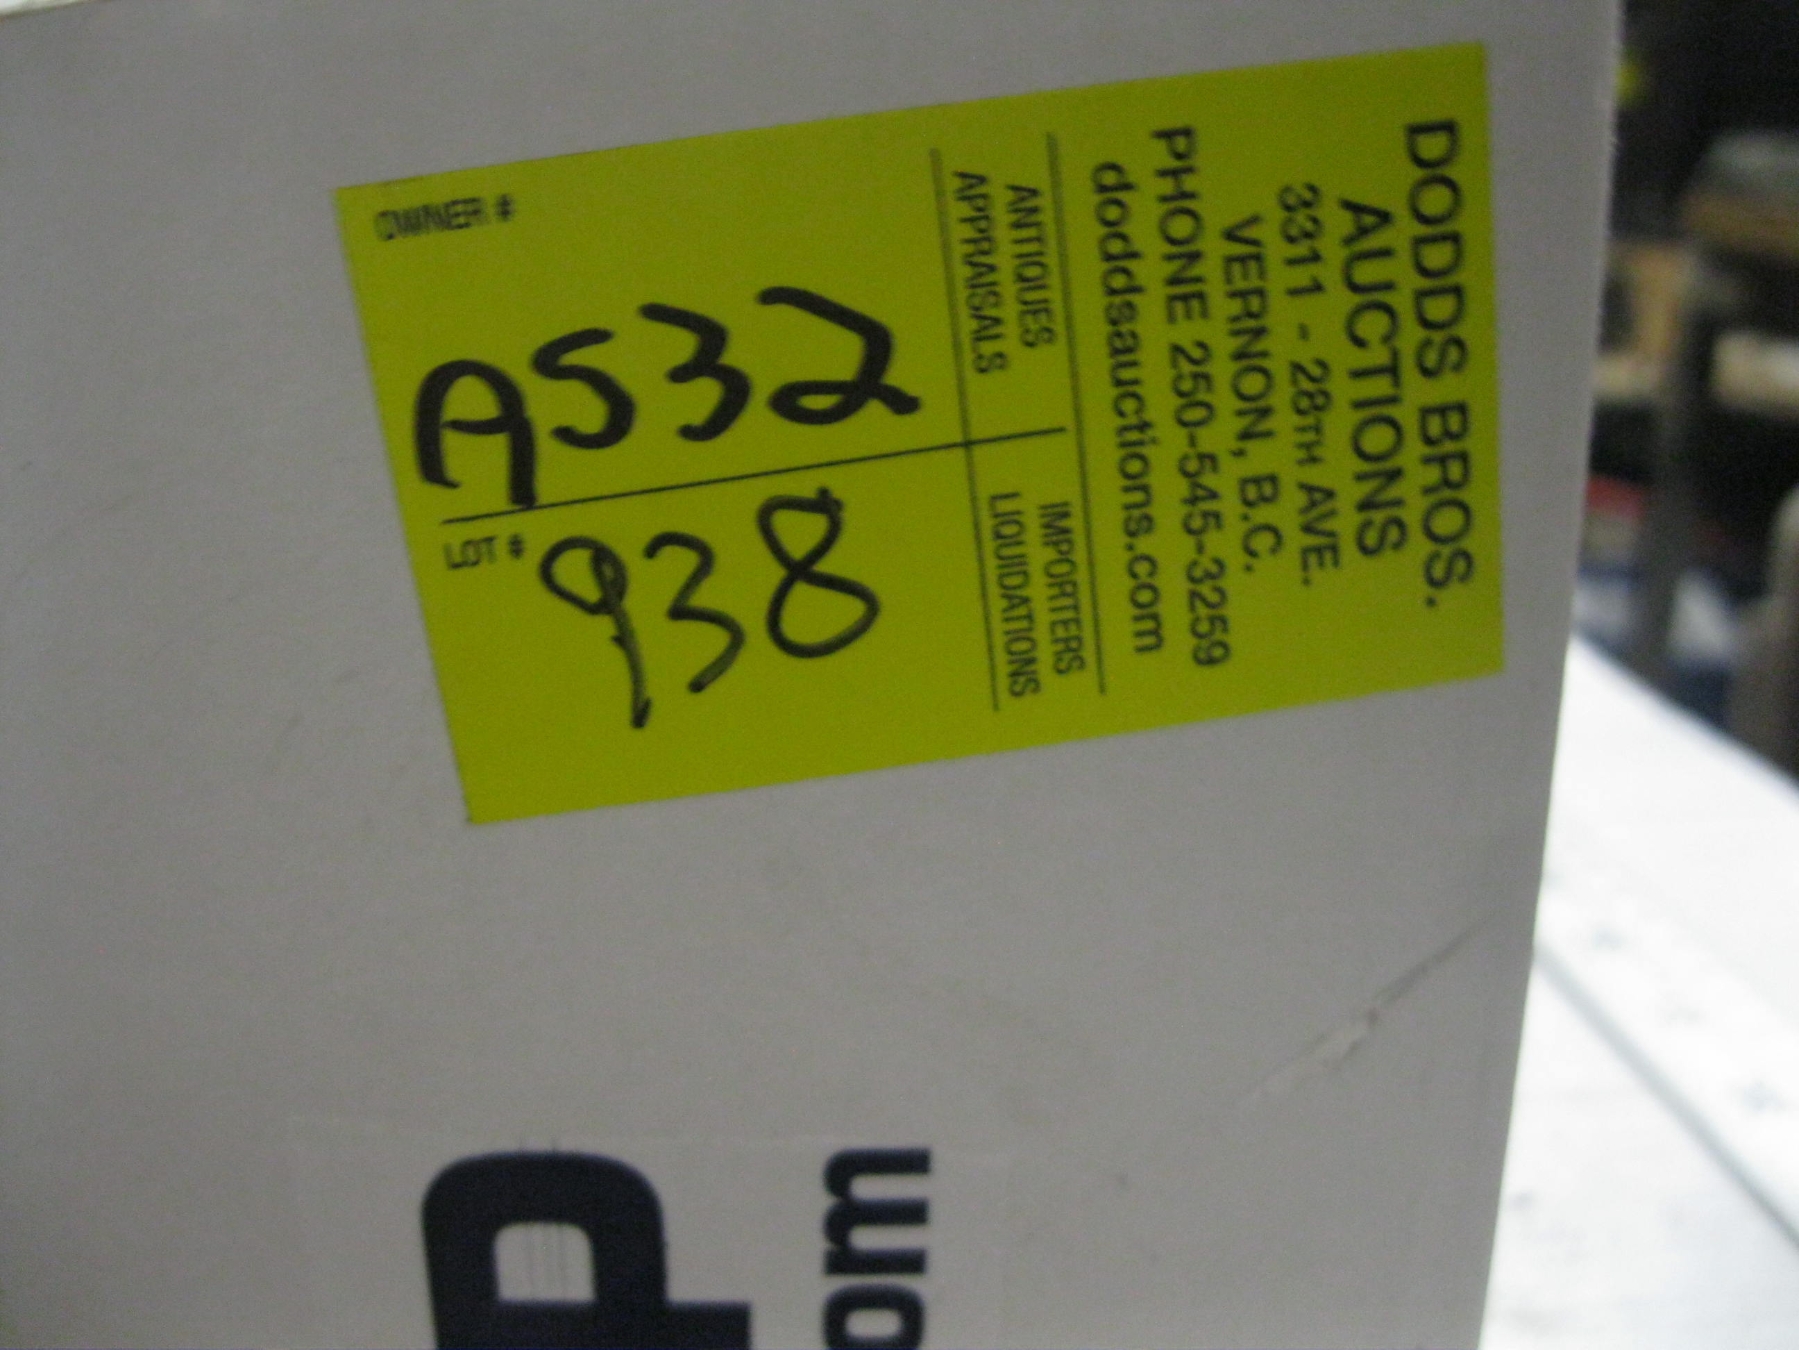 DODDS BROS.
AUCTIONS
3311 - 28TH AVE.
VERNON, B.C.
PHONE 250-545-3259
doddsauctions.com
ANTIQUES
APPRAISALS
IMPORTERS
LIQUIDATIONS
OWNER #
A532
LOT #
938
P
om